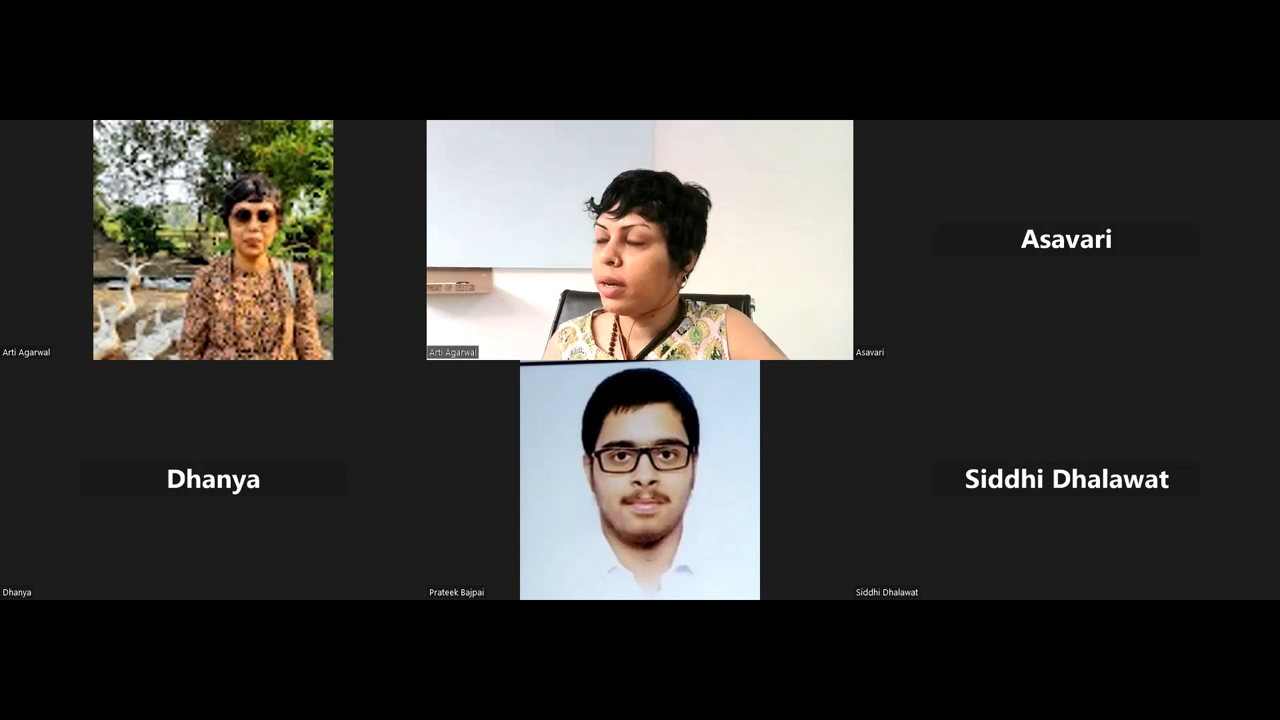 Asavari
Arti Agarwal
Arti Agarwal
Asavari
Dhanya
Siddhi Dhalawat
Dhanya
Prateek Bajpai
Siddhi Dhalawat